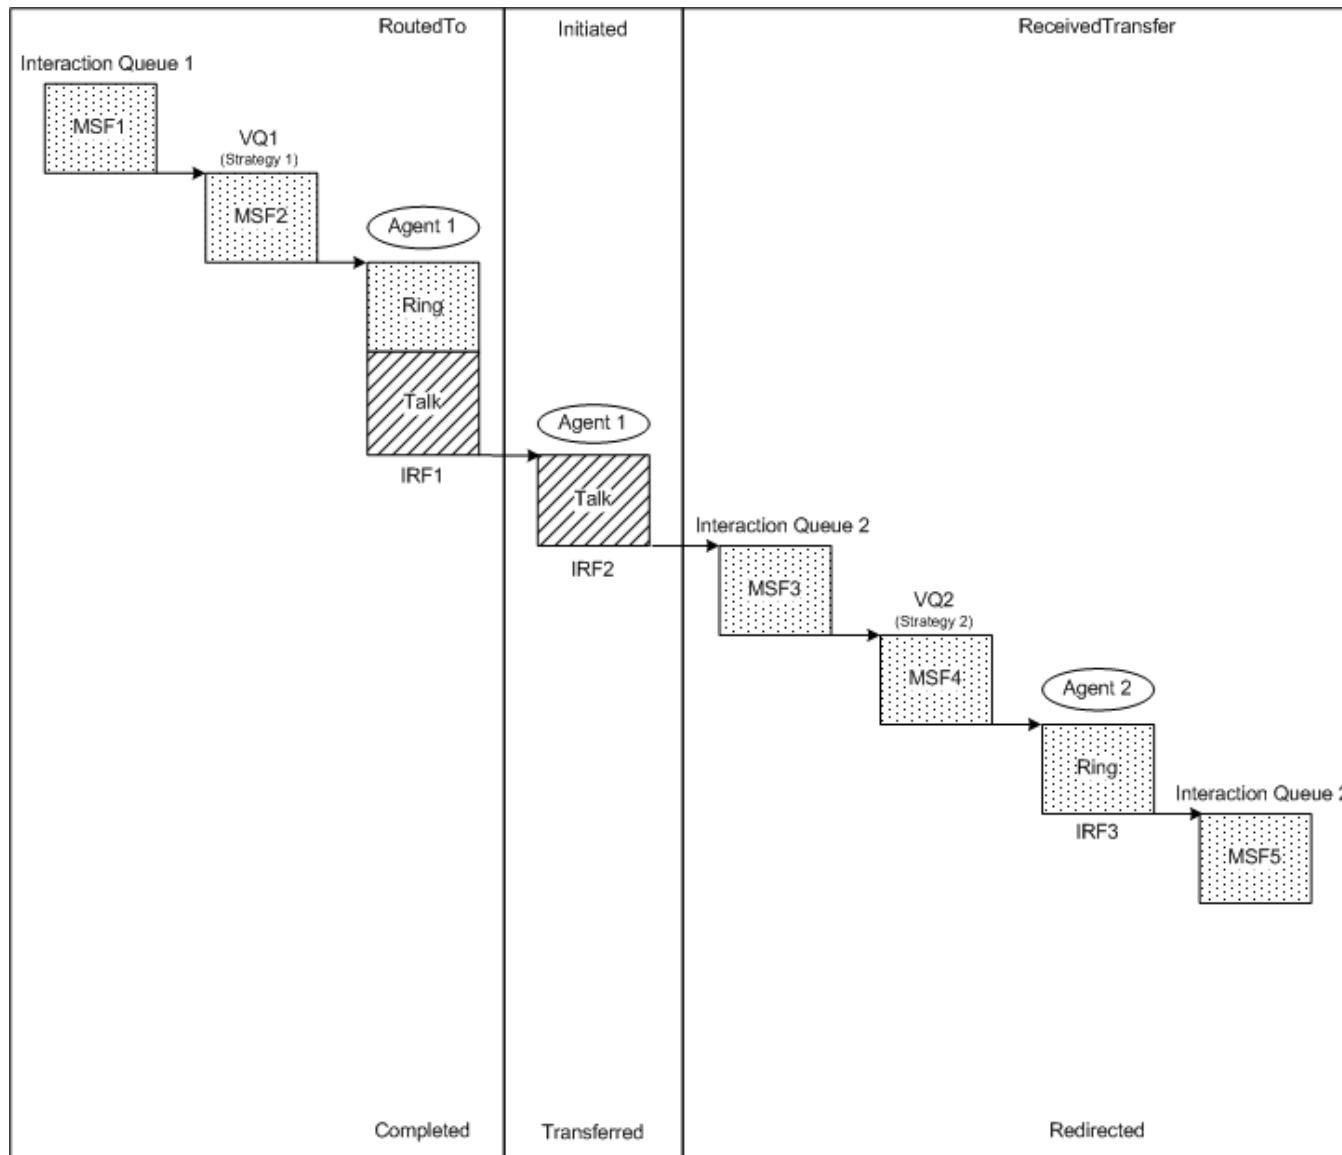 RoutedTo
Initiated
ReceivedTransfer
Interaction Queue 1
MSF1
VQ1
(Strategy 1)
MSF2
Agent 1
Ring
Talk
IRF1
Agent 1
Talk
IRF2
Interaction Queue 2
MSF3
VQ2
(Strategy 2)
MSF4
Agent 2
Ring
IRF3
Interaction Queue 2
MSF5
Completed
Transferred
Redirected